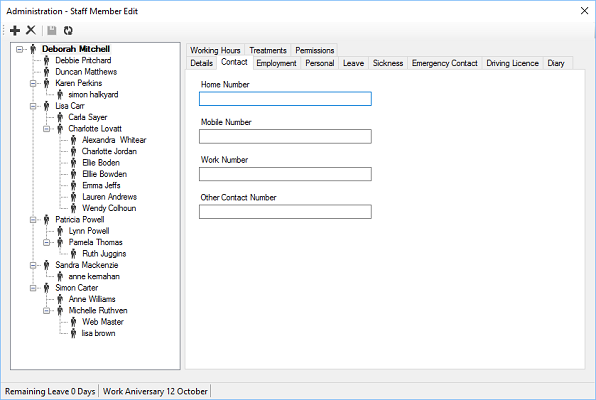 Administration - Staff Member Edit
Deborah Mitchell
Debbie Pritchard
Duncan Matthews
Karen Perkins
simon halkyard
Lisa Carr
Carla Sayer
Charlotte Lovatt
Alexandra Whitear
Charlotte Jordan
Ellie Boden
Elllie Bowden
Emma Jeffs
Lauren Andrews
Wendy Colhoun
Patricia Powell
Lynn Powell
Pamela Thomas
Ruth Juggins
Sandra Mackenzie
anne kernahan
Simon Carter
Anne Williams
Michelle Ruthven
Web Master
lisa brown
Working Hours Treatments Permissions
Details Contact Employment Personal Leave Sickness Emergency Contact Driving Licence Diary
Home Number
Mobile Number
Work Number
Other Contact Number
Remaining Leave 0 Days Work Aniversary 12 October